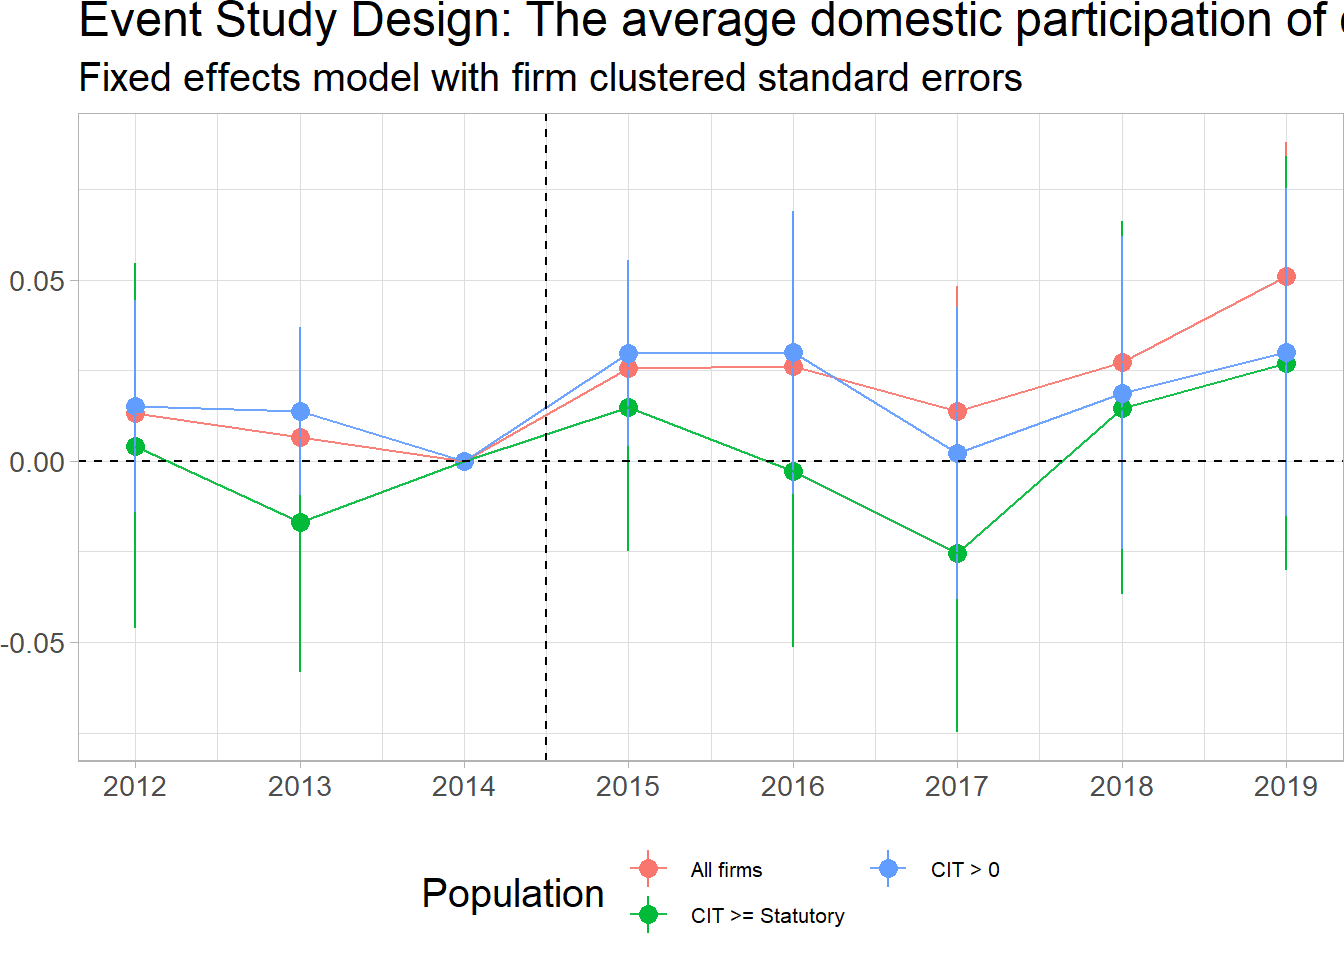 Event Study Design: The average domestic participation of
Fixed effects model with firm clustered standard errors
0.05
0.00
-0.05
2012 2013 2014 2015 2016 2017 2018 2019
Population
All firms
CIT > 0
CIT >= Statutory